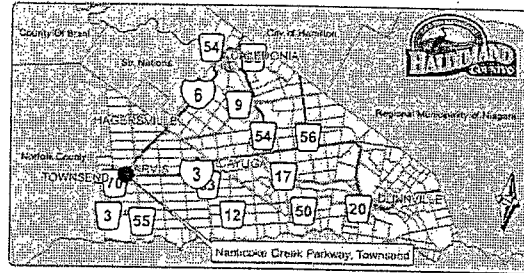 County Of Brant
City of Hamilton
54
Six Nations
CALEDONIA
HALDIMAND
COUNTY
6
9
HAGERSVILLE
Regional Municipality of Niagara
54
56
Norfolk County
TOWNSEND
JARVIS
3
CAYUGA
17
70
DUNNVILLE
3
55
12
50
20
Nanticoke Creek Parkway, Townsend